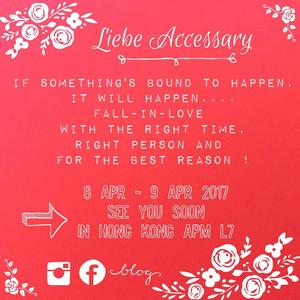 Liebe Accessary
IF SOMETHING'S BOUND TO HAPPEN,
IT WILL HAPPEN....
FALL-IN-LOVE
WITH THE RIGHT TIME,
RIGHT PERSON AND
FOR THE BEST REASON !
8 APR - 9 APR 2017
SEE YOU SOON
IN HONG KONG APM L7
blog